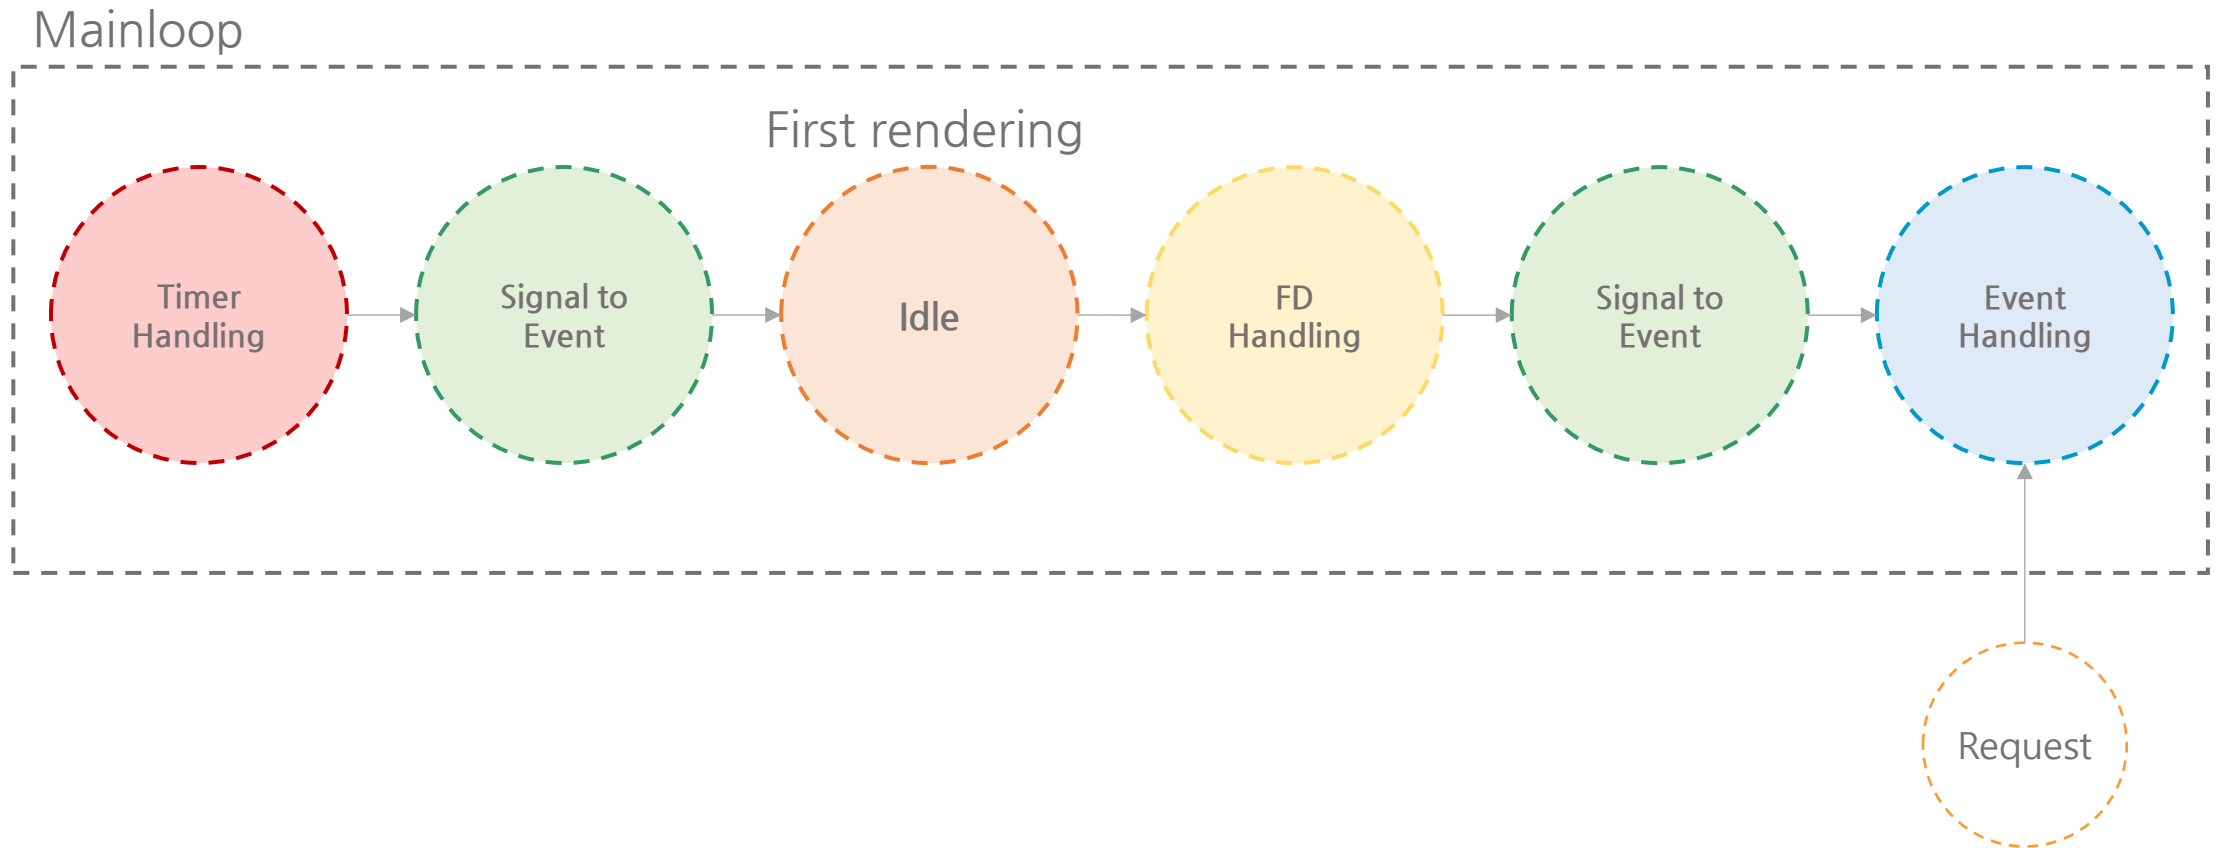 Mainloop
First rendering
Timer
Handling
Signal to
Event
Idle
FD
Handling
Signal to
Event
Event
Handling
Request